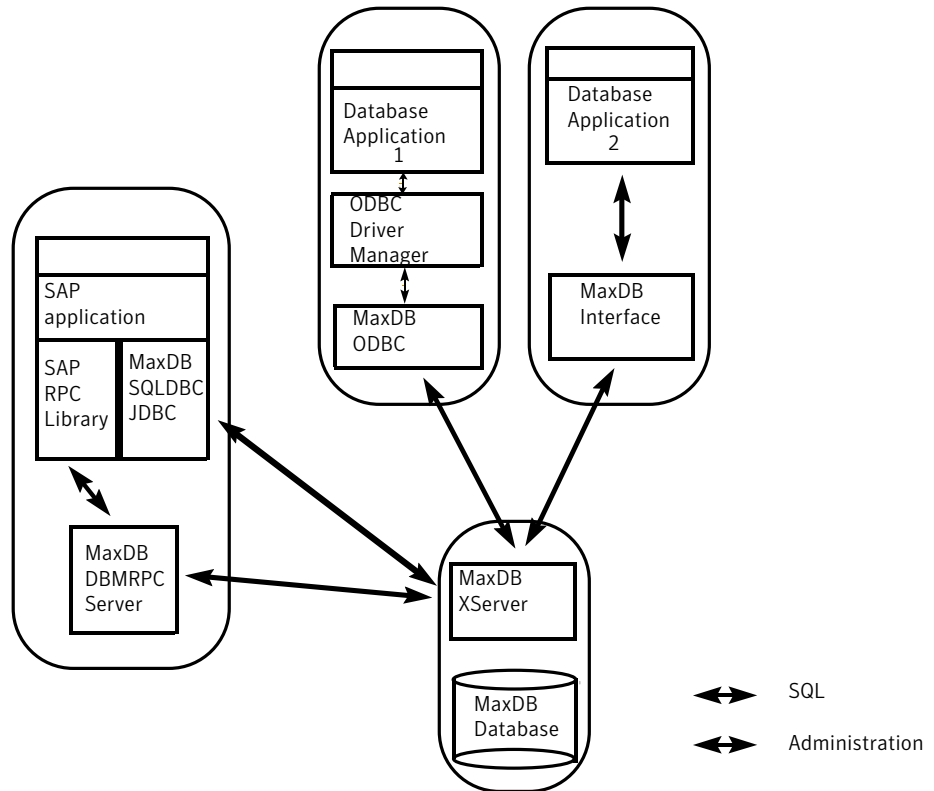 Database
Application
1
ODBC
Driver
Manager
MaxDB
ODBC
Database
Application
2
MaxDB
Interface
SAP
application
SAP
RPC
Library
MaxDB
SQLDBC
JDBC
MaxDB
DBMRPC
Server
MaxDB
XServer
MaxDB
Database
SQL
Administration